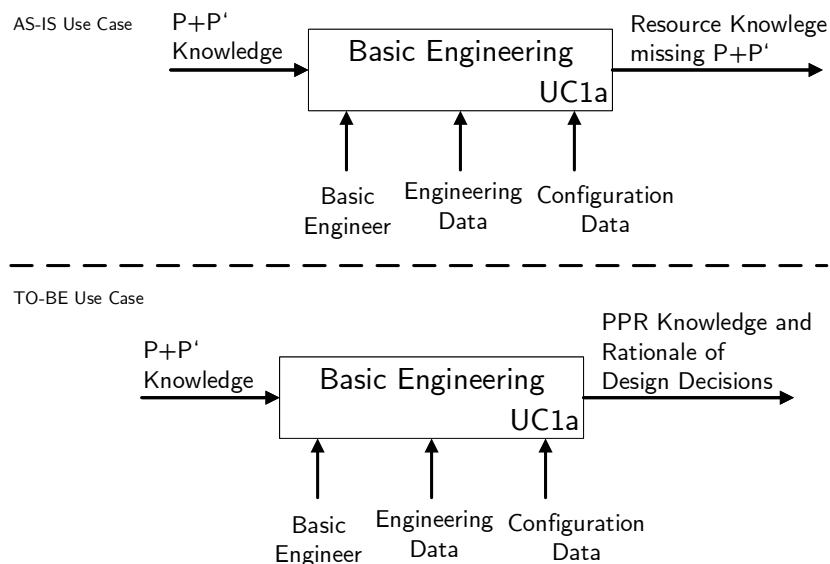 AS-IS Use Case
P+P‘
Knowledge
Basic Engineering
UC1a
Resource Knowlege
missing P+P‘
Basic
Engineer
Engineering
Data
Configuration
Data
TO-BE Use Case
P+P‘
Knowledge
Basic Engineering
UC1a
PPR Knowledge and
Rationale of
Design Decisions
Basic
Engineer
Engineering
Data
Configuration
Data